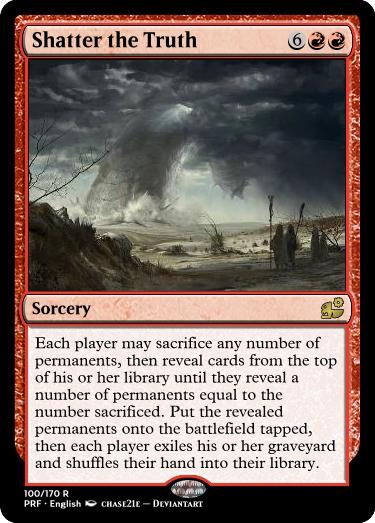 Shatter the Truth 6
Sorcery
Each player may sacrifice any number of
permanents, then reveal cards from the top
of his or her library until they reveal a
number of permanents equal to the
number sacrificed. Put the revealed
permanents onto the battlefield tapped,
then each player exiles his or her graveyard
and shuffles their hand into their library.
100/170 R
PRF • English chase2ie — Deviantart